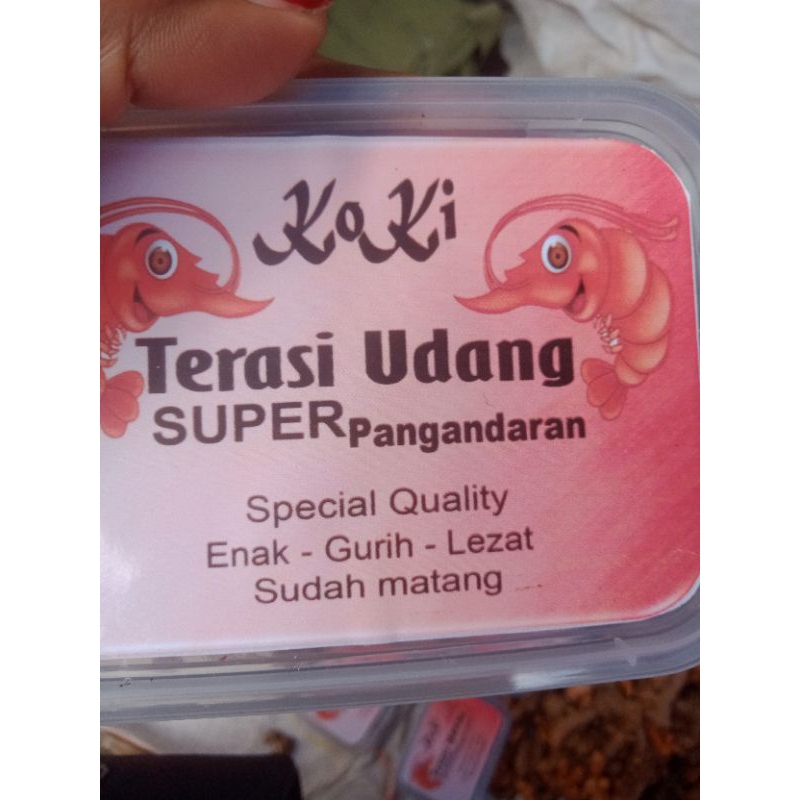 KoKi
Terasi Udang
SUPER Pangandaran
Special Quality
Enak - Gurih - Lezat
Sudah matang